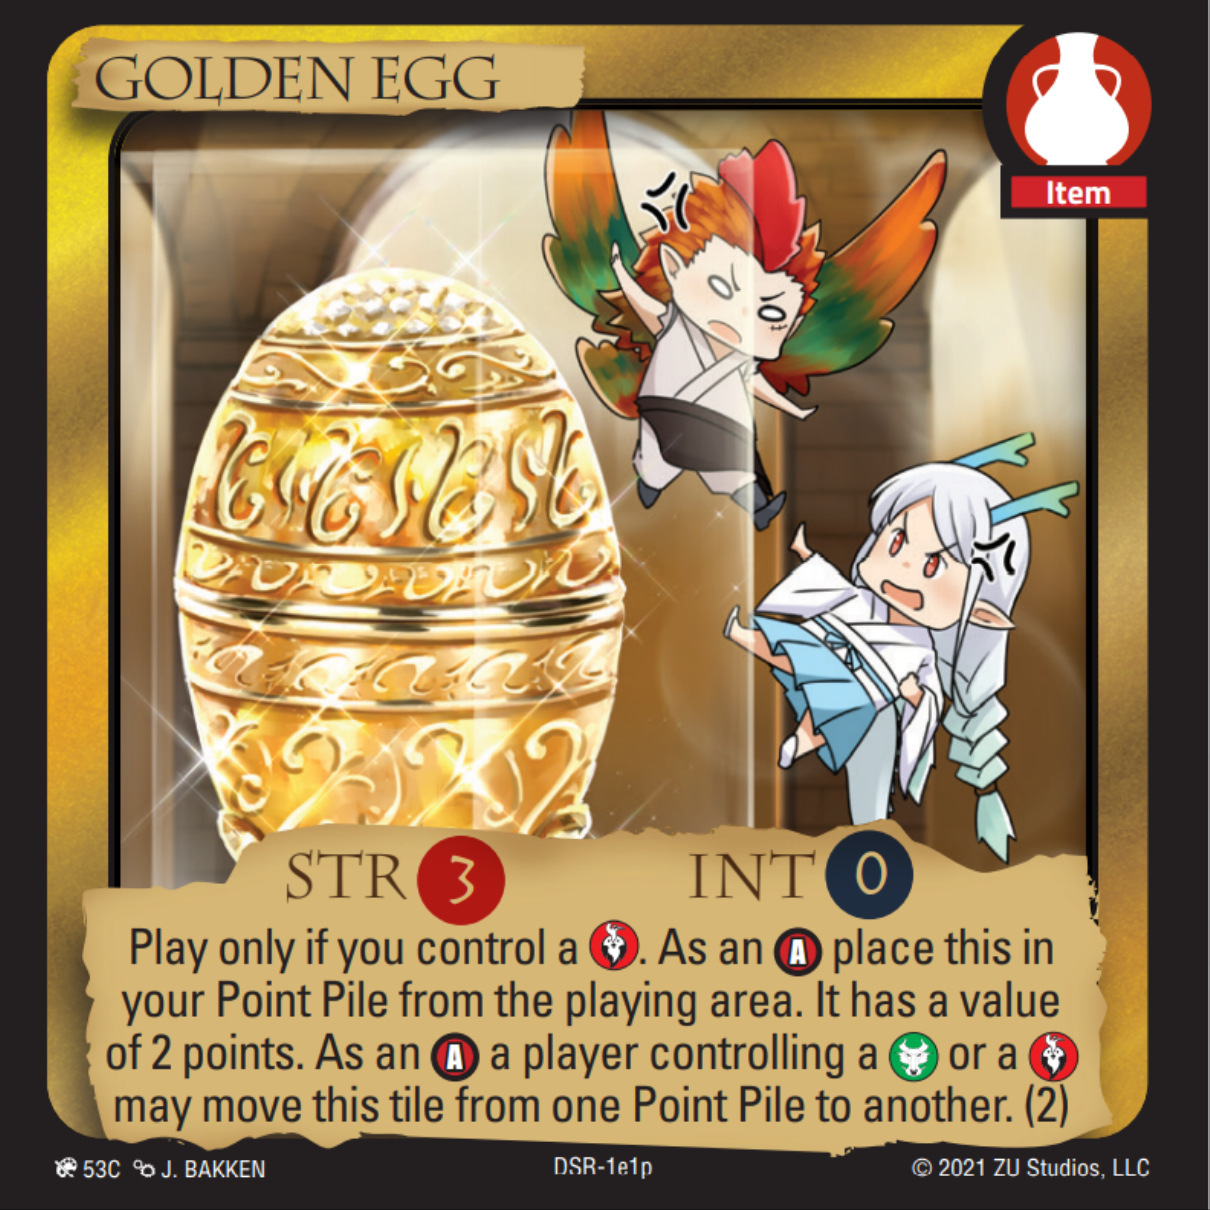 GOLDEN EGG
Item
STR 3 INT 0
Play only if you control a . As an A place this in
your Point Pile from the playing area. It has a value
of 2 points. As an A a player controlling a or a
may move this tile from one Point Pile to another. (2)
53C J. BAKKEN DSR-1e1p © 2021 ZU Studios, LLC